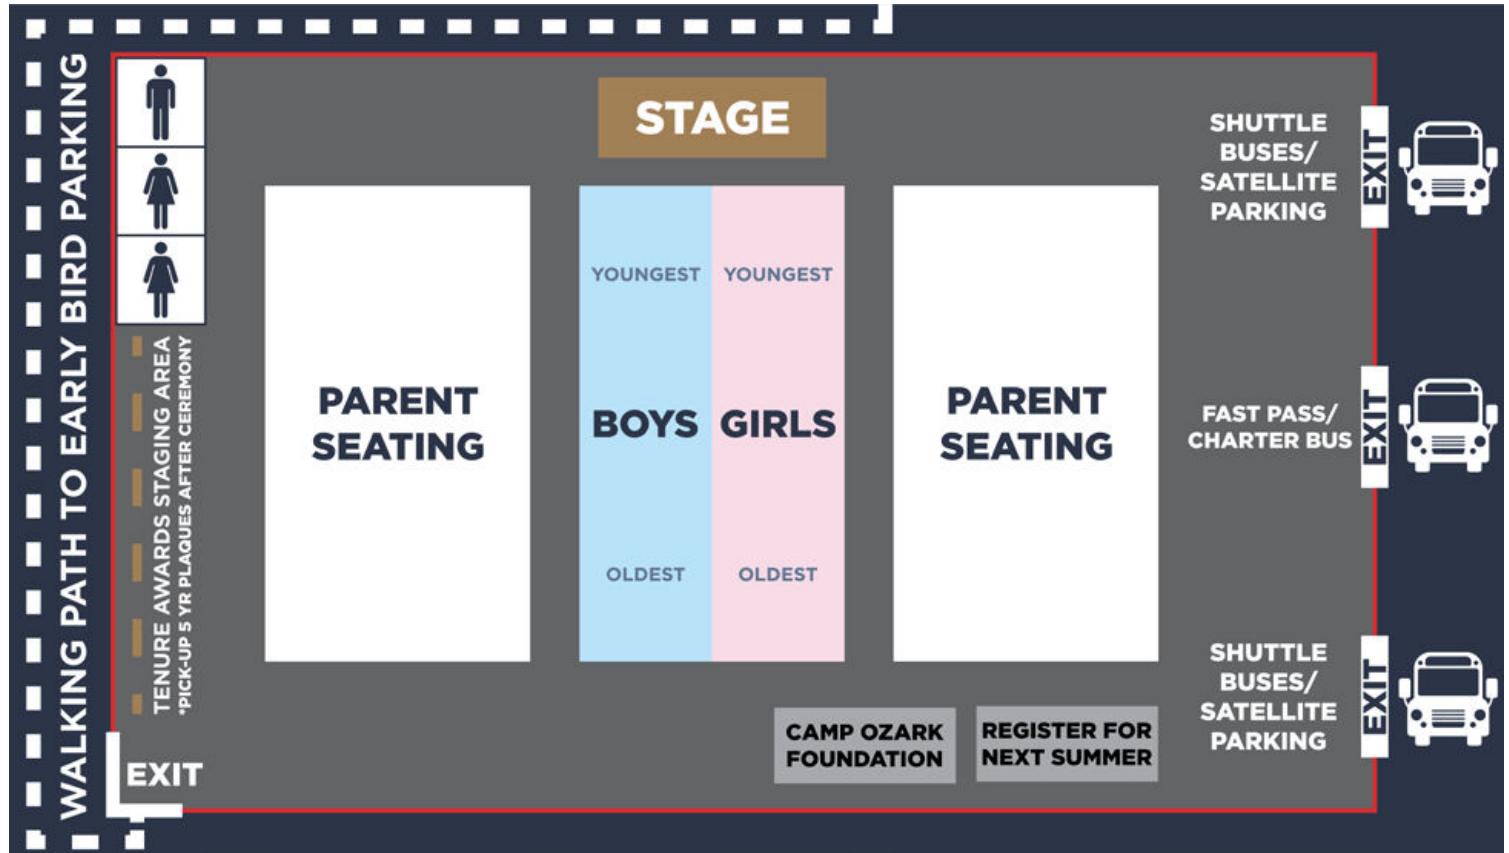 WALKING PATH TO EARLY BIRD PARKING
STAGE
SHUTTLE
BUSES/
SATELLITE
PARKING
EXIT
TENURE AWARDS STAGING AREA
*PICK-UP 5 YR PLAQUES AFTER CEREMONY
PARENT
SEATING
YOUNGEST
BOYS
OLDEST
YOUNGEST
GIRLS
OLDEST
PARENT
SEATING
FAST PASS/
CHARTER BUS
EXIT
SHUTTLE
BUSES/
SATELLITE
PARKING
EXIT
CAMP OZARK
FOUNDATION
REGISTER FOR
NEXT SUMMER
EXIT